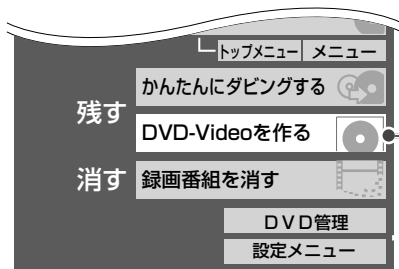 トップメニュー メニュー
かんたんにダビングする
残す
DVD-Videoを作る
消す 録画番組を消す
ＤＶＤ管理
設定メニュー